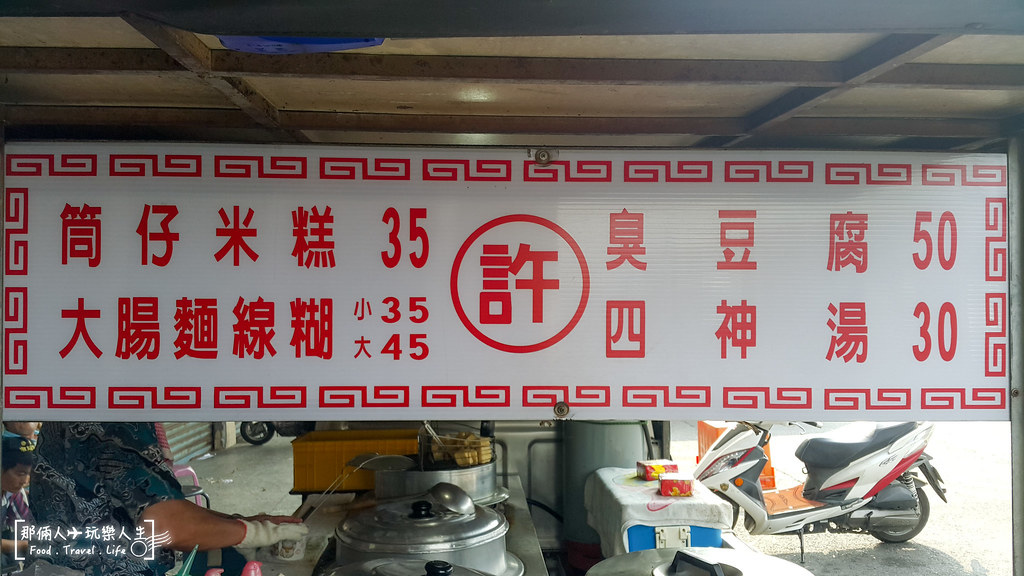 筒仔米糕 35
大腸麵線糊 小35 大45
許
臭豆腐 50
四神湯 30
那倆人玩樂人生
Food . Travel . Life